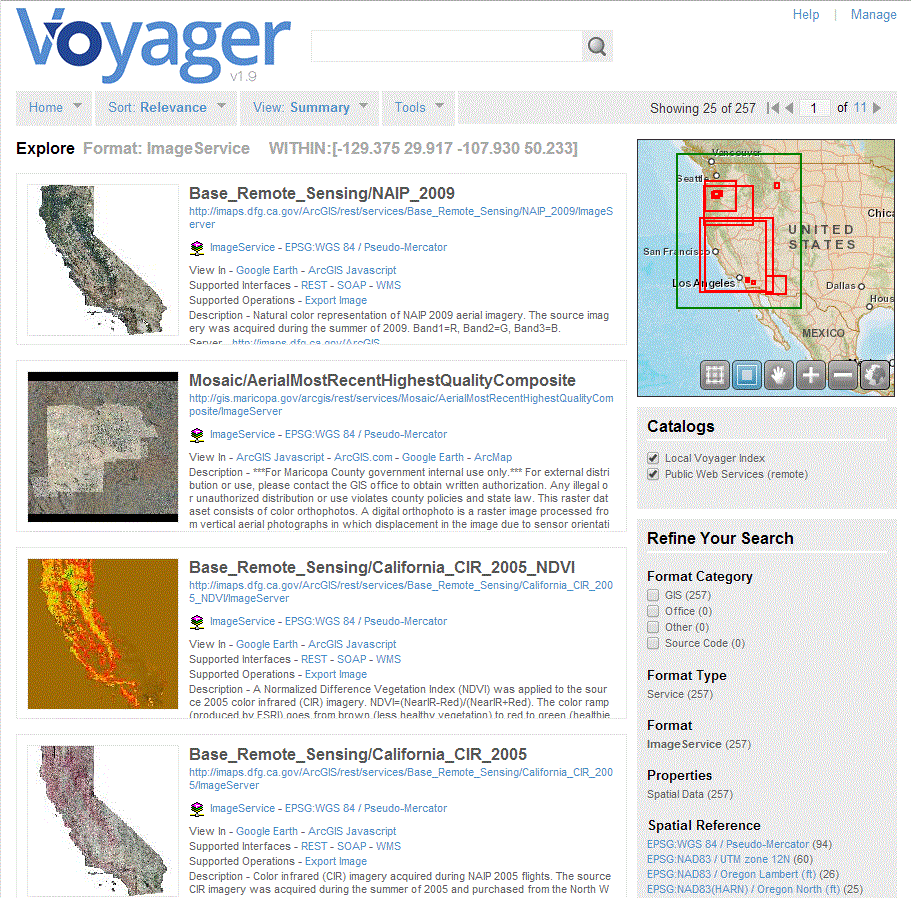 Voyager
v1.9
Help | Manage
Home Sort: Relevance View: Summary Tools Showing 25 of 257 1 of 11
Explore Format: ImageService WITHIN:[-129.375 29.917 -107.930 50.233]
Base_Remote_Sensing/NAIP_2009
http://imaps.dfg.ca.gov/ArcGIS/rest/services/Base_Remote_Sensing/NAIP_2009/ImageS
erver
ImageService - EPSG:WGS 84 / Pseudo-Mercator
View In - Google Earth - ArcGIS Javascript
Supported Interfaces - REST - SOAP - WMS
Supported Operations - Export Image
Description - Natural color representation of NAIP 2009 aerial imagery. The source imag
ery was acquired during the summer of 2009. Band1=R, Band2=G, Band3=B.
Server - http://imaps.dfg.ca.gov/ArcGIS
Mosaic/AerialMostRecentHighestQualityComposite
http://gis.maricopa.gov/arcgis/rest/services/Mosaic/AerialMostRecentHighestQualityCom
posite/ImageServer
ImageService - EPSG:WGS 84 / Pseudo-Mercator
View In - ArcGIS Javascript - ArcGIS.com - Google Earth - ArcMap
Description - ***For Maricopa County government internal use only.*** For external distri
bution or use, please contact the GIS office to obtain written authorization. Any illegal o
r unauthorized distribution or use violates county policies and state law. This raster dat
aset consists of color orthophotos. A digital orthophoto is a raster image processed fro
m vertical aerial photographs in which displacement in the image due to sensor orientati
Base_Remote_Sensing/California_CIR_2005_NDVI
http://imaps.dfg.ca.gov/ArcGIS/rest/services/Base_Remote_Sensing/California_CIR_200
5_NDVI/ImageServer
ImageService - EPSG:WGS 84 / Pseudo-Mercator
View In - Google Earth - ArcGIS Javascript
Supported Interfaces - REST - SOAP - WMS
Supported Operations - Export Image
Description - A Normalized Difference Vegetation Index (NDVI) was applied to the sour
ce 2005 color infrared (CIR) imagery. NDVI=(NearIR-Red)/(NearIR+Red). The color ramp
(produced by ESRI) goes from brown (less healthy vegetation) to red to green (healthie
Base_Remote_Sensing/California_CIR_2005
http://imaps.dfg.ca.gov/ArcGIS/rest/services/Base_Remote_Sensing/California_CIR_200
5/ImageServer
ImageService - EPSG:WGS 84 / Pseudo-Mercator
View In - Google Earth - ArcGIS Javascript
Supported Interfaces - REST - SOAP - WMS
Supported Operations - Export Image
Description - Color infrared (CIR) imagery acquired during NAIP 2005 flights. The source
CIR imagery was acquired during the summer of 2005 and purchased from the North W
Vancouver
Seattle
Chica
UNITED
STATES
San Francisco
Los Angeles
Dallas
Hous
MEXICO
Catalogs
Local Voyager Index
Public Web Services (remote)
Refine Your Search
Format Category
GIS (257)
Office (0)
Other (0)
Source Code (0)
Format Type
Service (257)
Format
ImageService (257)
Properties
Spatial Data (257)
Spatial Reference
EPSG:WGS 84 / Pseudo-Mercator (94)
EPSG:NAD83 / UTM zone 12N (60)
EPSG:NAD83 / Oregon Lambert (ft) (26)
EPSG:NAD83(HARN) / Oregon North (ft) (25)